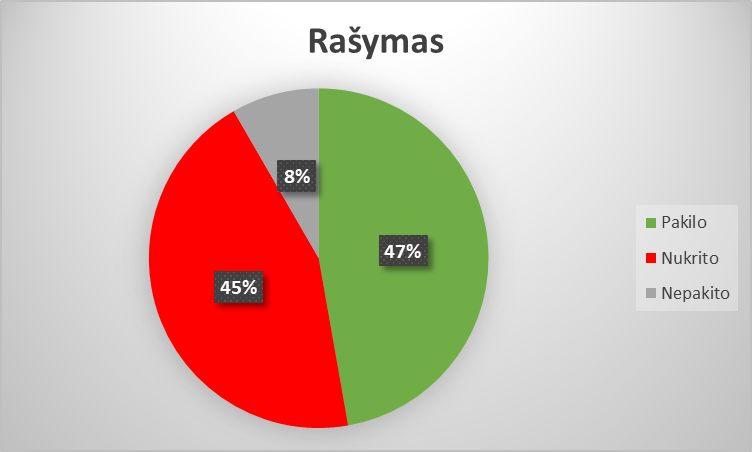 Rašymas
8%
47%
45%
Pakilo
Nukrito
Nepakito